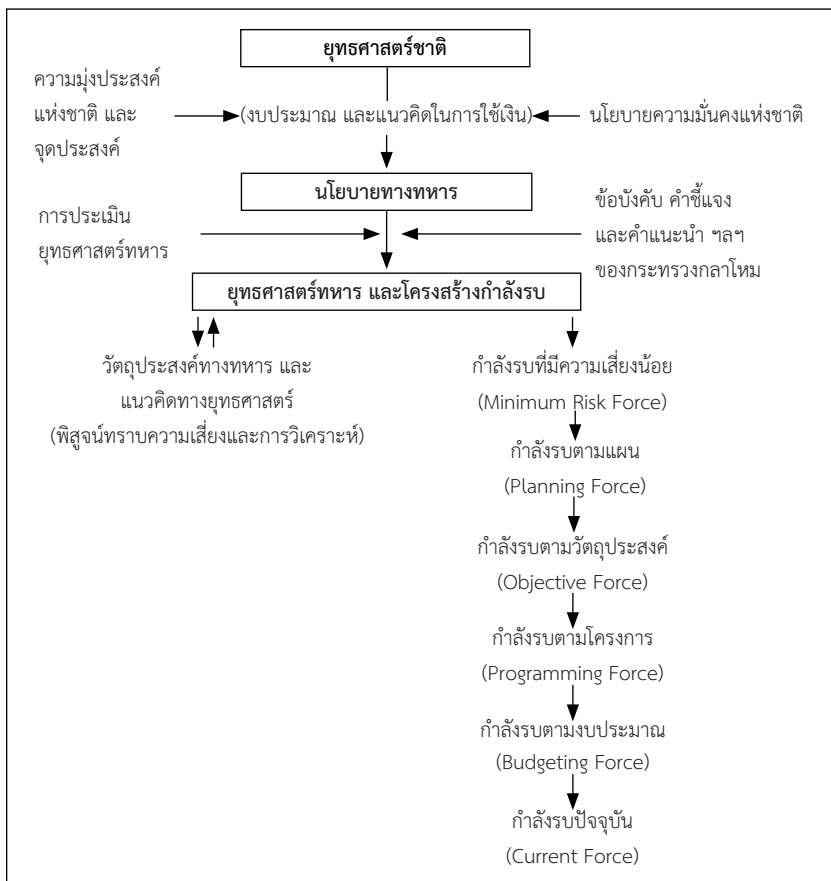 ยุทธศาสตร์ชาติ
ความมุ่งประสงค์
แห่งชาติ และ
จุดประสงค์
(งบประมาณ และแนวคิดในการใช้เงิน)
นโยบายความมั่นคงแห่งชาติ
นโยบายทางทหาร
การประเมิน
ยุทธศาสตร์ทหาร
ข้อบังคับ คำชี้แจง
และคำแนะนำ ฯลฯ
ของกระทรวงกลาโหม
ยุทธศาสตร์ทหาร และโครงสร้างกำลังรบ
วัตถุประสงค์ทางทหาร และ
แนวคิดทางยุทธศาสตร์
(พิสูจน์ทราบความเสี่ยงและการวิเคราะห์)
กำลังรบที่มีความเสี่ยงน้อย
(Minimum Risk Force)
กำลังรบตามแผน
(Planning Force)
กำลังรบตามวัตถุประสงค์
(Objective Force)
กำลังรบตามโครงการ
(Programming Force)
กำลังรบตามงบประมาณ
(Budgeting Force)
กำลังรบปัจจุบัน
(Current Force)